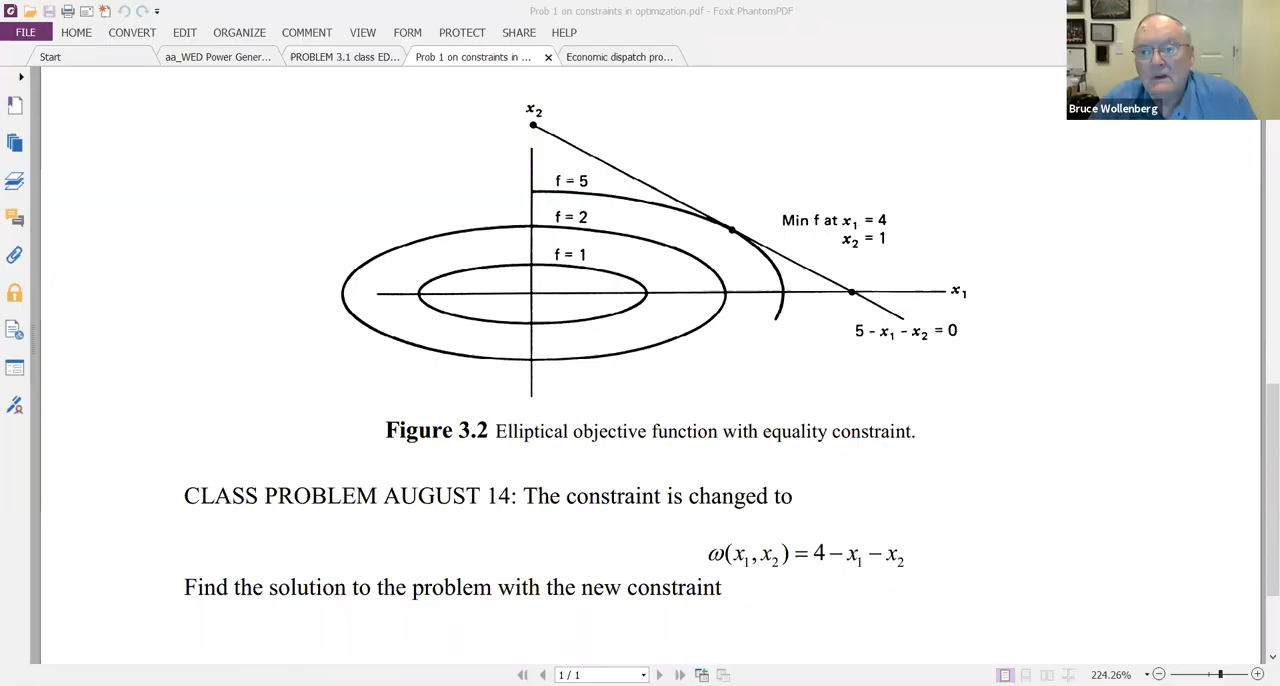 Prob 1 on constraints in optimization.pdf - Foxit PhantomPDF
FILE HOME CONVERT EDIT ORGANIZE COMMENT VIEW FORM PROTECT SHARE HELP
Start aa_WED Power Gener... PROBLEM 3.1 class ED... Prob 1 on constraints in ... Economic dispatch pro...
Bruce Wollenberg
x₂
f = 5
f = 2
f = 1
Min f at x₁ = 4
x₂ = 1
x₁
5 - x₁ - x₂ = 0
Figure 3.2 Elliptical objective function with equality constraint.
CLASS PROBLEM AUGUST 14: The constraint is changed to
ω(x₁, x₂) = 4 − x₁ − x₂
Find the solution to the problem with the new constraint
1 / 1
224.26%